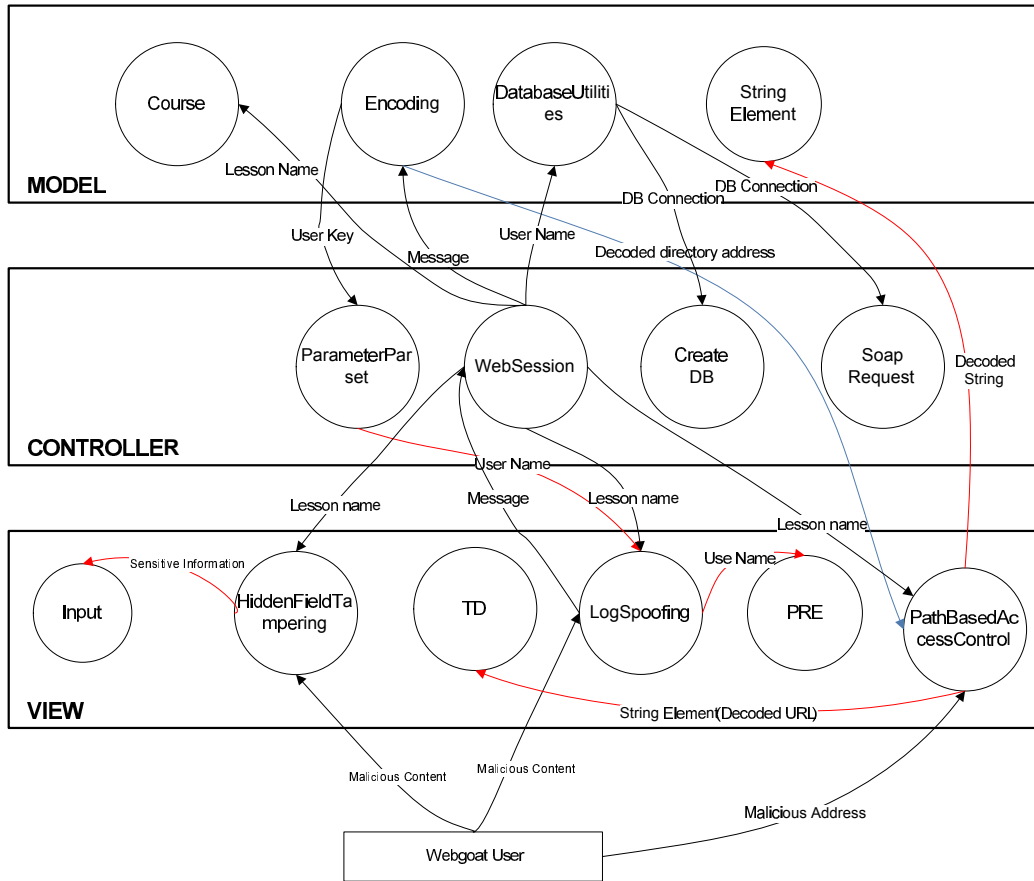 Course
Encoding
DatabaseUtiliti
es
String
Element
Lesson Name
MODEL
DB Connection
DB Connection
User Key
User Name
Message
Decoded directory address
ParameterPar
set
WebSession
Create
DB
Soap
Request
Decoded
String
CONTROLLER
User Name
Message
Lesson name
Lesson name
Lesson name
Sensitive Information
Use Name
Input
HiddenFieldTa
mpering
TD
LogSpoofing
PRE
PathBasedAc
cessControl
VIEW
String Element(Decoded URL)
Malicious Content
Malicious Content
Malicious Address
Webgoat User